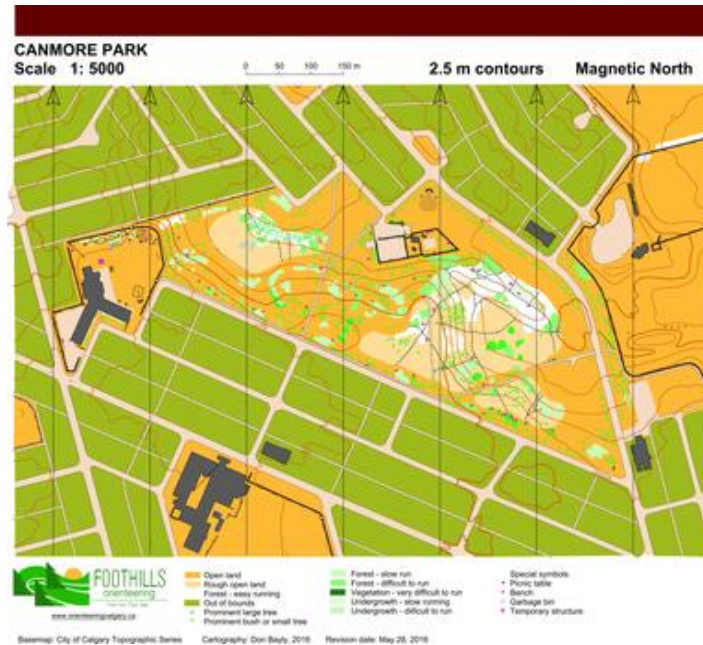 CANMORE PARK
Scale 1: 5000
0 50 100 150 m
2.5 m contours
Magnetic North
FOOTHILLS
orienteering
www.orienteeringcalgary.ca
Open land
Rough open land
Forest - easy running
Out of bounds
Prominent large tree
Prominent bush or small tree
Forest - slow run
Forest - difficult to run
Vegetation - very difficult to run
Undergrowth - slow running
Undergrowth - difficult to run
Special symbols
Picnic table
Bench
Garbage bin
Temporary structure
Basemap: City of Calgary Topographic Series Cartography: Don Bayly, 2016 Revision date: May 28, 2016